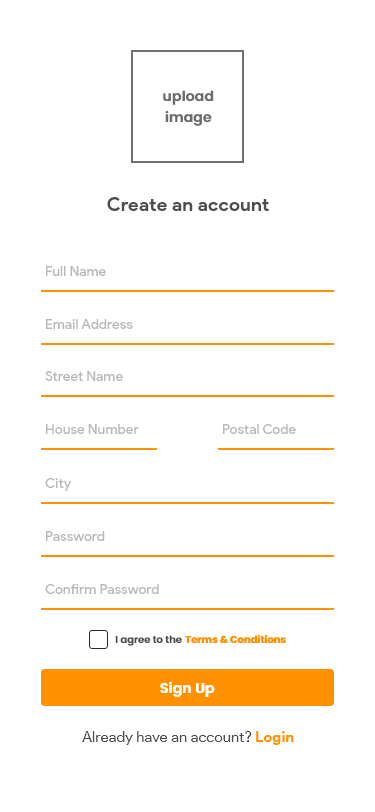 upload
image
Create an account
Full Name
Email Address
Street Name
House Number
Postal Code
City
Password
Confirm Password
I agree to the Terms & Conditions
Sign Up
Already have an account? Login